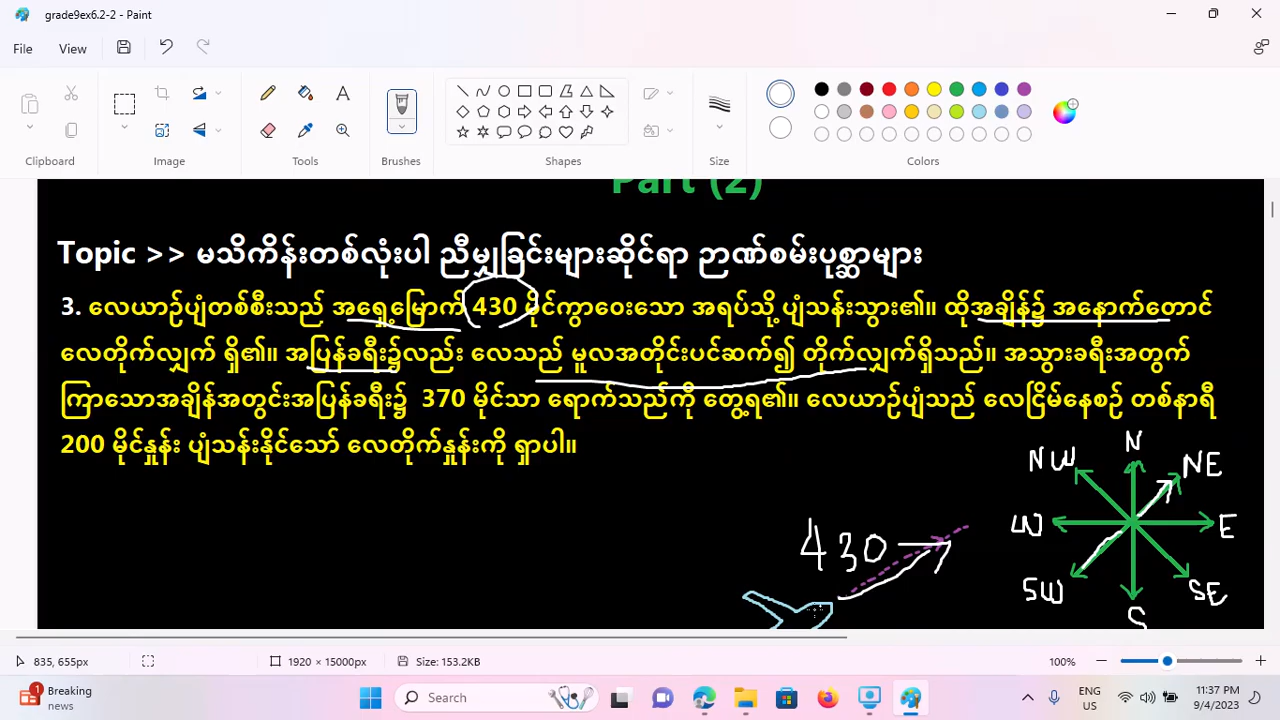 grade9ex6.2-2 - Paint
File View
Clipboard Image Tools Brushes Shapes Size Colors
Part (2)
Topic >> မသိကိန်းတစ်လုံးပါ ညီမျှခြင်းများဆိုင်ရာ ဉာဏ်စမ်းပုစ္ဆာများ
3. လေယာဉ်ပျံတစ်စီးသည် အရှေ့မြောက် 430 မိုင်ကွာဝေးသော အရပ်သို့ ပျံသန်းသွား၏။ ထိုအချိန်၌ အနောက်တောင်
လေတိုက်လျှက် ရှိ၏။ အပြန်ခရီး၌လည်း လေသည် မူလအတိုင်းပင်ဆက်၍ တိုက်လျှက်ရှိသည်။ အသွားခရီးအတွက်
ကြာသောအချိန်အတွင်းအပြန်ခရီး၌ 370 မိုင်သာ ရောက်သည်ကို တွေ့ရ၏။ လေယာဉ်ပျံသည် လေငြိမ်နေစဉ် တစ်နာရီ
200 မိုင်နှုန်း ပျံသန်းနိုင်သော် လေတိုက်နှုန်းကို ရှာပါ။
N
NW NE
W E
430
SW SE
S
835, 655px 1920 × 15000px Size: 153.2KB 100%
Breaking
news
Search
ENG
US
11:37 PM
9/4/2023